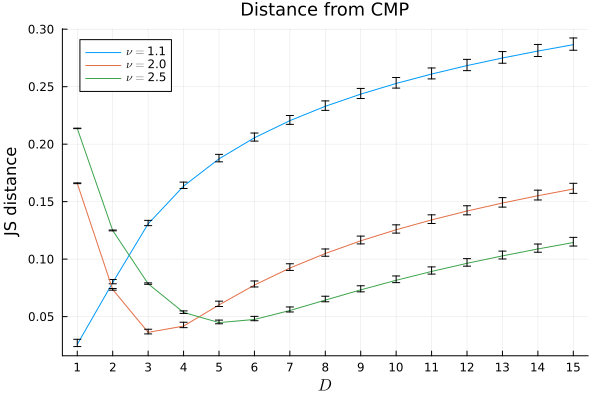 Distance from CMP
ν = 1.1
ν = 2.0
ν = 2.5
JS distance
0.30
0.25
0.20
0.15
0.10
0.05
1 2 3 4 5 6 7 8 9 10 11 12 13 14 15
D